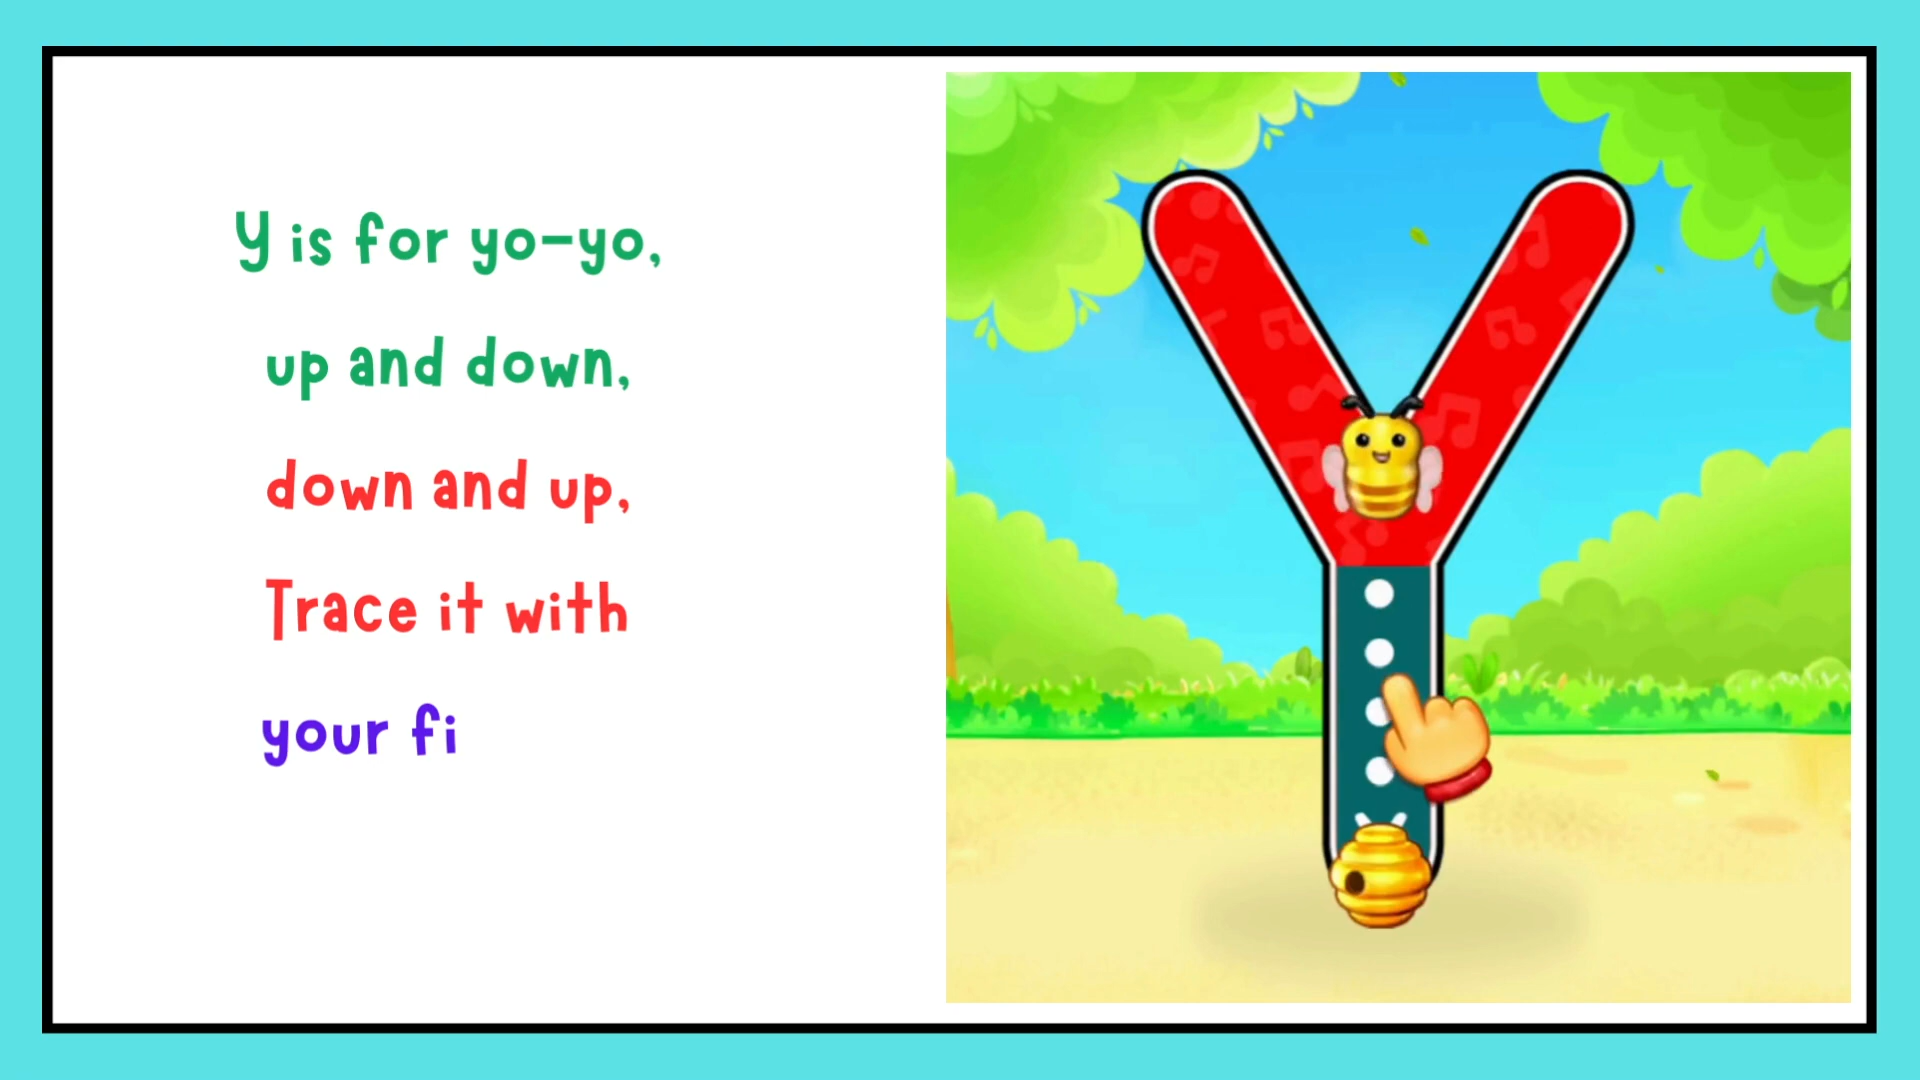 Y is for yo-yo,
up and down,
down and up,
Trace it with
your fi
Y